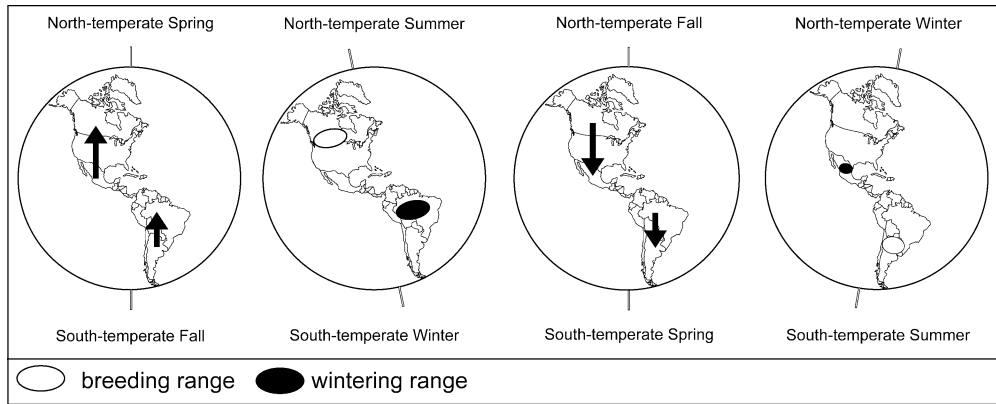 North-temperate Spring
North-temperate Summer
North-temperate Fall
North-temperate Winter
South-temperate Fall
South-temperate Winter
South-temperate Spring
South-temperate Summer
breeding range
wintering range